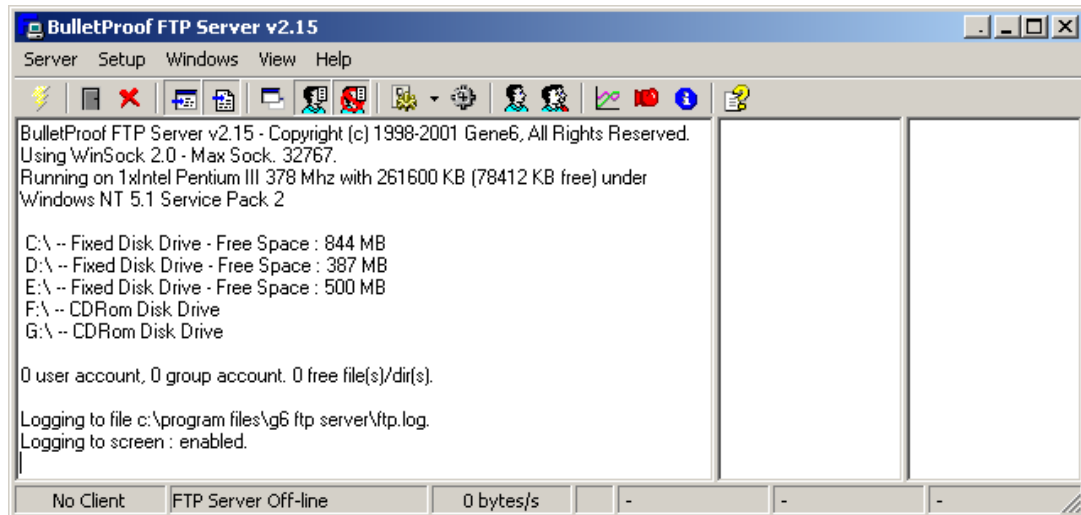 BulletProof FTP Server v2.15
Server Setup Windows View Help
BulletProof FTP Server v2.15 - Copyright (c) 1998-2001 Gene6, All Rights Reserved.
Using WinSock 2.0 - Max Sock. 32767.
Running on 1xIntel Pentium III 378 Mhz with 261600 KB (78412 KB free) under
Windows NT 5.1 Service Pack 2
C:\ -- Fixed Disk Drive - Free Space : 844 MB
D:\ -- Fixed Disk Drive - Free Space : 387 MB
E:\ -- Fixed Disk Drive - Free Space : 500 MB
F:\ -- CDRom Disk Drive
G:\ -- CDRom Disk Drive
0 user account, 0 group account. 0 free file(s)/dir(s).
Logging to file c:\program files\g6 ftp server\ftp.log.
Logging to screen : enabled.
No Client FTP Server Off-line 0 bytes/s - - -